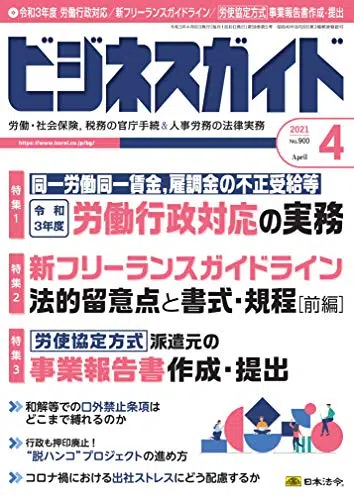 令和3年度 労働行政対応／新フリーランスガイドライン／労使協定方式 事業報告書作成・提出
ビジネスガイド
労働・社会保険，税務の官庁手続＆人事労務の法律実務
https://www.horei.co.jp/bg/
2021
No.900
4
April
特集1
同一労働同一賃金，雇調金の不正受給等
令和3年度
労働行政対応の実務
特集2
新フリーランスガイドライン
法的留意点と書式・規程［前編］
特集3
労使協定方式 派遣元の
事業報告書作成・提出
和解等での口外禁止条項は
どこまで縛れるのか
行政も押印廃止！
“脱ハンコ”プロジェクトの進め方
コロナ禍における出社ストレスにどう配慮するか
日本法令